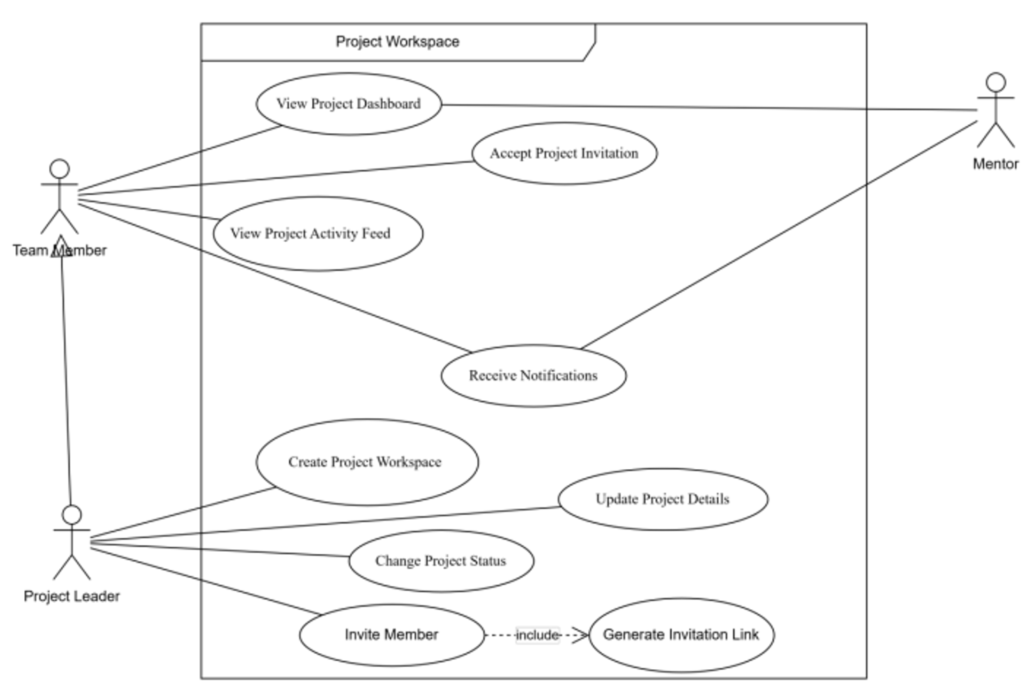 Project Workspace
View Project Dashboard
Accept Project Invitation
Mentor
View Project Activity Feed
Team Member
Receive Notifications
Create Project Workspace
Update Project Details
Change Project Status
Project Leader
Invite Member
include
Generate Invitation Link